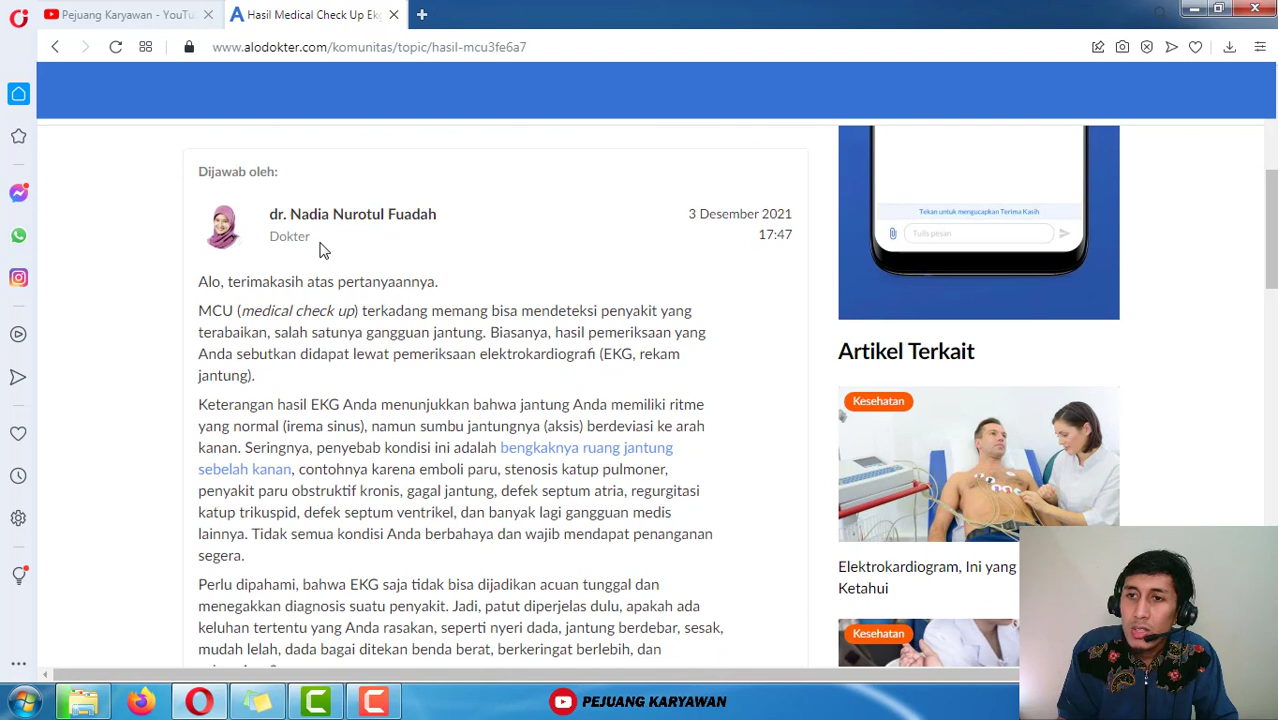 Pejuang Karyawan - YouTu
Hasil Medical Check Up Ekg
www.alodokter.com/komunitas/topic/hasil-mcu3fe6a7
Dijawab oleh:
dr. Nadia Nurotul Fuadah
Dokter
3 Desember 2021
17:47
Alo, terimakasih atas pertanyaannya.
MCU (medical check up) terkadang memang bisa mendeteksi penyakit yang
terabaikan, salah satunya gangguan jantung. Biasanya, hasil pemeriksaan yang
Anda sebutkan didapat lewat pemeriksaan elektrokardiografi (EKG, rekam
jantung).
Keterangan hasil EKG Anda menunjukkan bahwa jantung Anda memiliki ritme
yang normal (irema sinus), namun sumbu jantungnya (aksis) berdeviasi ke arah
kanan. Seringnya, penyebab kondisi ini adalah bengkaknya ruang jantung
sebelah kanan, contohnya karena emboli paru, stenosis katup pulmoner,
penyakit paru obstruktif kronis, gagal jantung, defek septum atria, regurgitasi
katup trikuspid, defek septum ventrikel, dan banyak lagi gangguan medis
lainnya. Tidak semua kondisi Anda berbahaya dan wajib mendapat penanganan
segera.
Perlu dipahami, bahwa EKG saja tidak bisa dijadikan acuan tunggal dan
menegakkan diagnosis suatu penyakit. Jadi, patut diperjelas dulu, apakah ada
keluhan tertentu yang Anda rasakan, seperti nyeri dada, jantung berdebar, sesak,
mudah lelah, dada bagai ditekan benda berat, berkeringat berlebih, dan
Tekan untuk mengucapkan Terima Kasih
Tulis pesan
Artikel Terkait
Kesehatan
Elektrokardiogram, Ini yang
Ketahui
Kesehatan
PEJUANG KARYAWAN